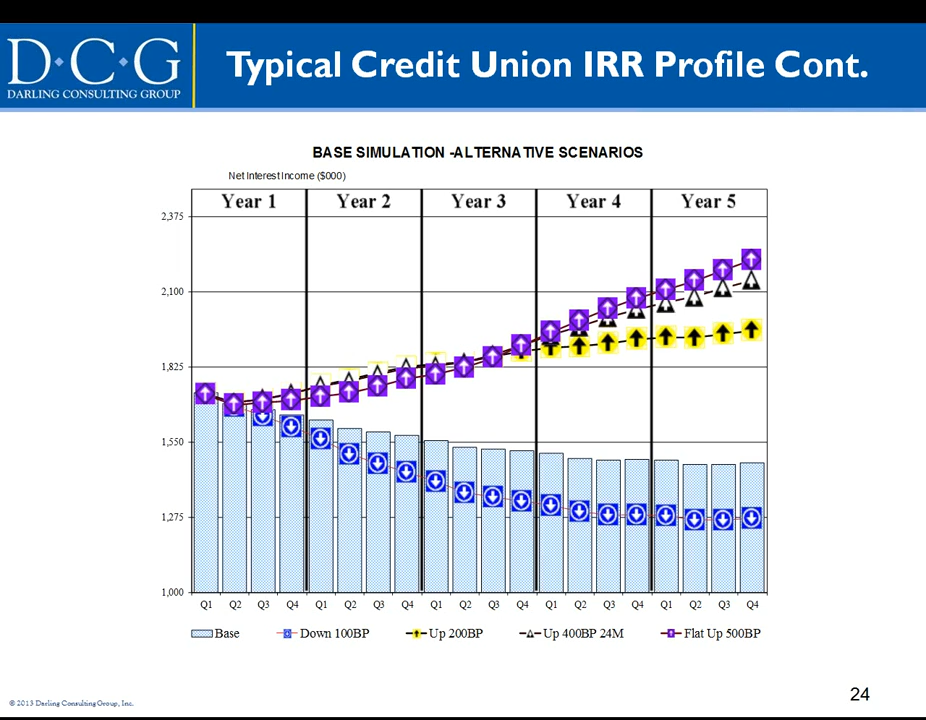 D·C·G
DARLING CONSULTING GROUP
Typical Credit Union IRR Profile Cont.
BASE SIMULATION -ALTERNATIVE SCENARIOS
Net Interest Income ($000)
Year 1 Year 2 Year 3 Year 4 Year 5
2,375
2,100
1,825
1,550
1,275
1,000
Q1 Q2 Q3 Q4 Q1 Q2 Q3 Q4 Q1 Q2 Q3 Q4 Q1 Q2 Q3 Q4 Q1 Q2 Q3 Q4
Base Down 100BP Up 200BP Up 400BP 24M Flat Up 500BP
24
© 2013 Darling Consulting Group, Inc.